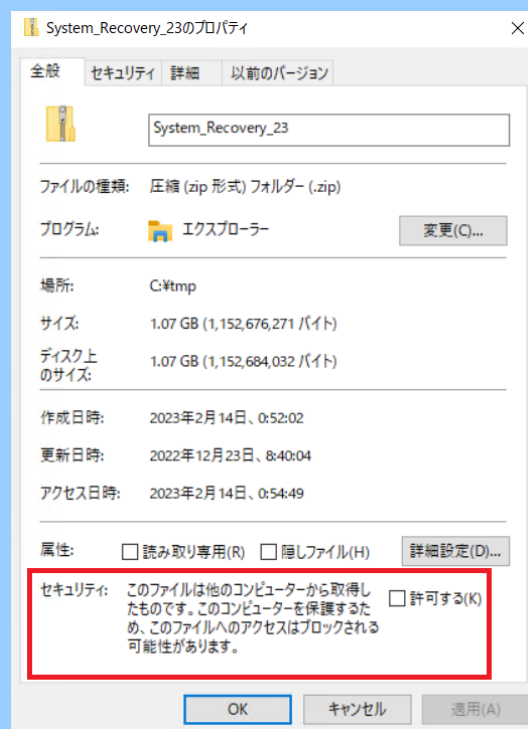 System_Recovery_23のプロパティ
全般 セキュリティ 詳細 以前のバージョン
System_Recovery_23
ファイルの種類: 圧縮 (zip 形式) フォルダー (.zip)
プログラム: エクスプローラー 変更(C)...
場所: C:¥tmp
サイズ: 1.07 GB (1,152,676,271 バイト)
ディスク上
のサイズ: 1.07 GB (1,152,684,032 バイト)
作成日時: 2023年2月14日、0:52:02
更新日時: 2022年12月23日、8:40:04
アクセス日時: 2023年2月14日、0:54:49
属性: 読み取り専用(R) 隠しファイル(H) 詳細設定(D)...
セキュリティ: このファイルは他のコンピューターから取得し
たものです。このコンピューターを保護するた 許可する(K)
め、このファイルへのアクセスはブロックされる
可能性があります。
OK キャンセル 適用(A)